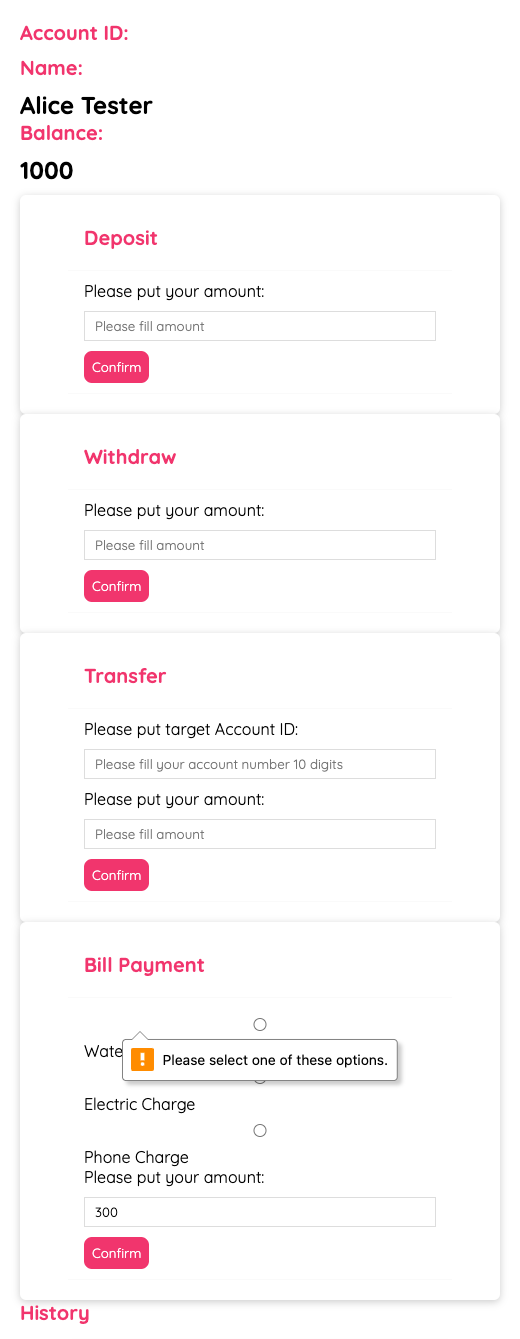 Account ID:
Name:
Alice Tester
Balance:
1000
Deposit
Please put your amount:
Please fill amount
Confirm
Withdraw
Please put your amount:
Please fill amount
Confirm
Transfer
Please put target Account ID:
Please fill your account number 10 digits
Please put your amount:
Please fill amount
Confirm
Bill Payment
Wate
Please select one of these options.
Electric Charge
Phone Charge
Please put your amount:
300
Confirm
History